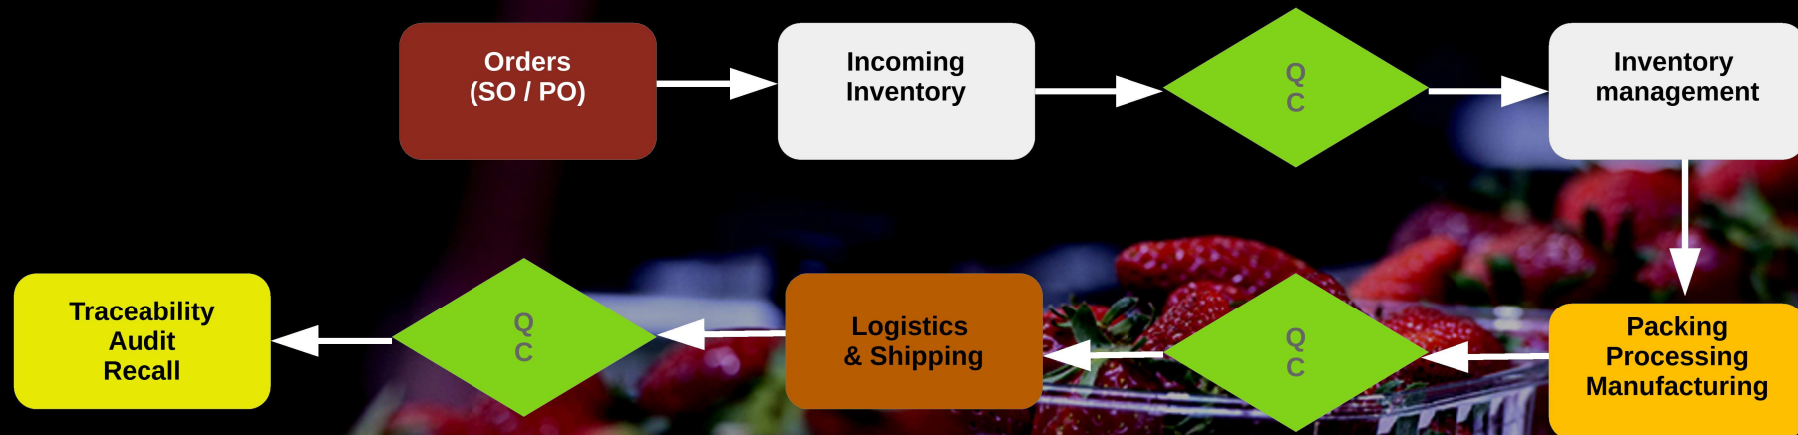 Orders
(SO / PO)
Incoming
Inventory
Q
C
Inventory
management
Packing
Processing
Manufacturing
Q
C
Logistics
& Shipping
Q
C
Traceability
Audit
Recall